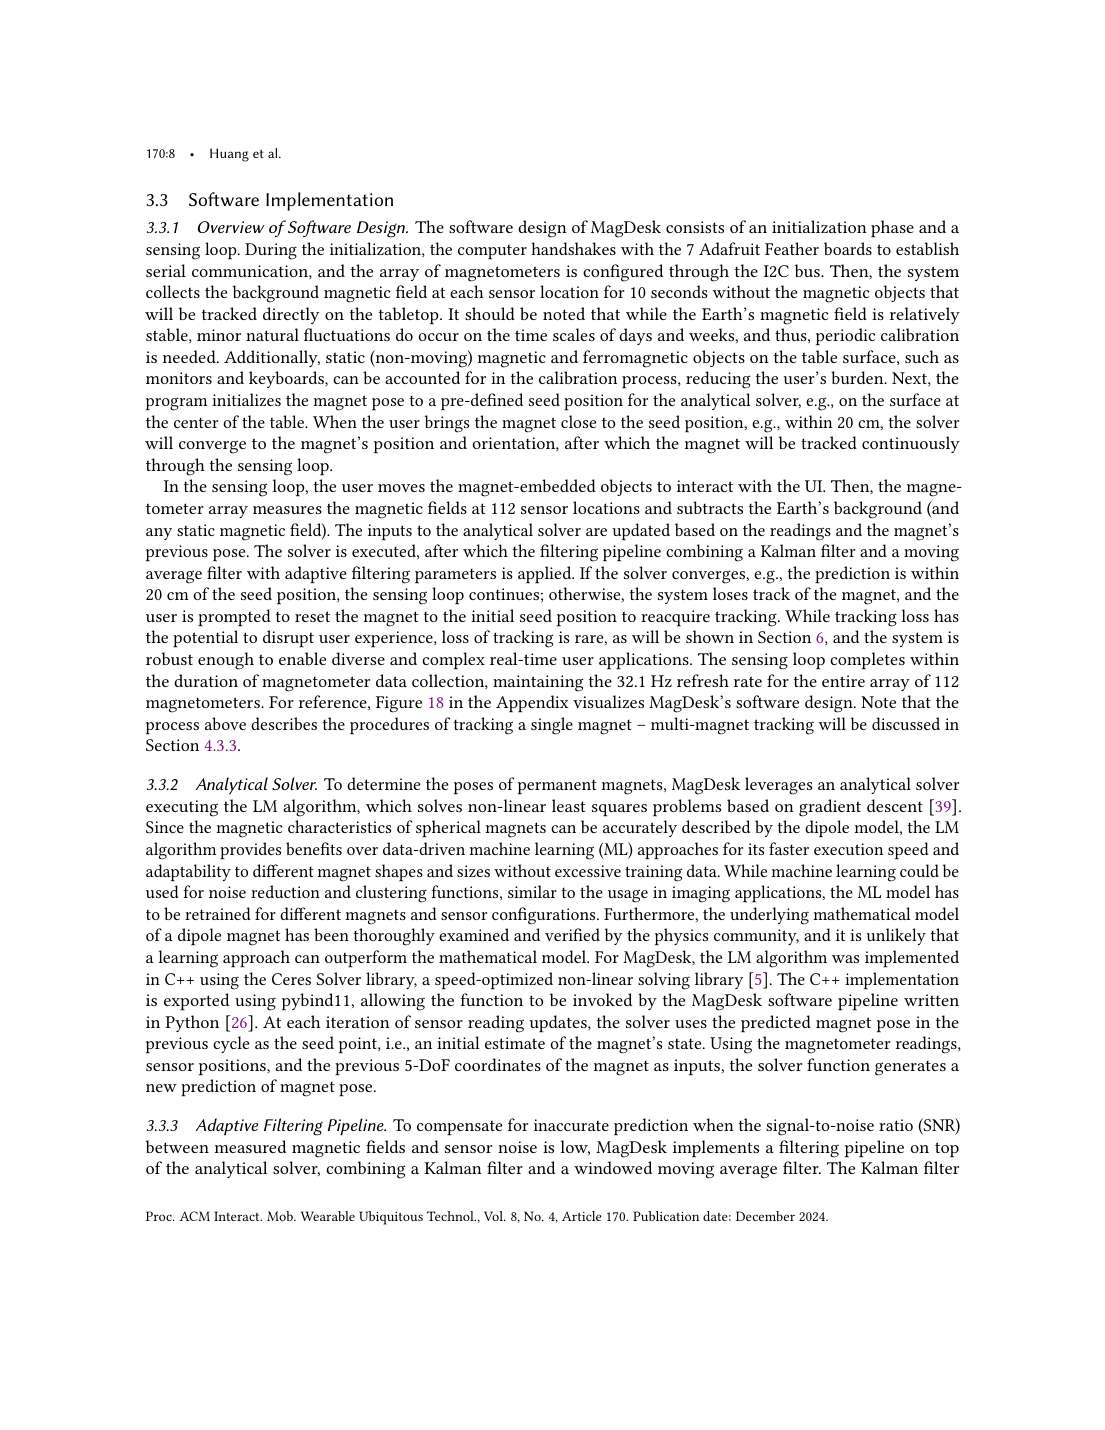 170:8 • Huang et al.
3.3 Software Implementation
3.3.1 Overview of Software Design. The software design of MagDesk consists of an initialization phase and a
sensing loop. During the initialization, the computer handshakes with the 7 Adafruit Feather boards to establish
serial communication, and the array of magnetometers is configured through the I2C bus. Then, the system
collects the background magnetic field at each sensor location for 10 seconds without the magnetic objects that
will be tracked directly on the tabletop. It should be noted that while the Earth's magnetic field is relatively
stable, minor natural fluctuations do occur on the time scales of days and weeks, and thus, periodic calibration
is needed. Additionally, static (non-moving) magnetic and ferromagnetic objects on the table surface, such as
monitors and keyboards, can be accounted for in the calibration process, reducing the user's burden. Next, the
program initializes the magnet pose to a pre-defined seed position for the analytical solver, e.g., on the surface at
the center of the table. When the user brings the magnet close to the seed position, e.g., within 20 cm, the solver
will converge to the magnet's position and orientation, after which the magnet will be tracked continuously
through the sensing loop.
In the sensing loop, the user moves the magnet-embedded objects to interact with the UI. Then, the magne-
tometer array measures the magnetic fields at 112 sensor locations and subtracts the Earth's background (and
any static magnetic field). The inputs to the analytical solver are updated based on the readings and the magnet's
previous pose. The solver is executed, after which the filtering pipeline combining a Kalman filter and a moving
average filter with adaptive filtering parameters is applied. If the solver converges, e.g., the prediction is within
20 cm of the seed position, the sensing loop continues; otherwise, the system loses track of the magnet, and the
user is prompted to reset the magnet to the initial seed position to reacquire tracking. While tracking loss has
the potential to disrupt user experience, loss of tracking is rare, as will be shown in Section 6, and the system is
robust enough to enable diverse and complex real-time user applications. The sensing loop completes within
the duration of magnetometer data collection, maintaining the 32.1 Hz refresh rate for the entire array of 112
magnetometers. For reference, Figure 18 in the Appendix visualizes MagDesk's software design. Note that the
process above describes the procedures of tracking a single magnet – multi-magnet tracking will be discussed in
Section 4.3.3.
3.3.2 Analytical Solver. To determine the poses of permanent magnets, MagDesk leverages an analytical solver
executing the LM algorithm, which solves non-linear least squares problems based on gradient descent [39].
Since the magnetic characteristics of spherical magnets can be accurately described by the dipole model, the LM
algorithm provides benefits over data-driven machine learning (ML) approaches for its faster execution speed and
adaptability to different magnet shapes and sizes without excessive training data. While machine learning could be
used for noise reduction and clustering functions, similar to the usage in imaging applications, the ML model has
to be retrained for different magnets and sensor configurations. Furthermore, the underlying mathematical model
of a dipole magnet has been thoroughly examined and verified by the physics community, and it is unlikely that
a learning approach can outperform the mathematical model. For MagDesk, the LM algorithm was implemented
in C++ using the Ceres Solver library, a speed-optimized non-linear solving library [5]. The C++ implementation
is exported using pybind11, allowing the function to be invoked by the MagDesk software pipeline written
in Python [26]. At each iteration of sensor reading updates, the solver uses the predicted magnet pose in the
previous cycle as the seed point, i.e., an initial estimate of the magnet's state. Using the magnetometer readings,
sensor positions, and the previous 5-DoF coordinates of the magnet as inputs, the solver function generates a
new prediction of magnet pose.
3.3.3 Adaptive Filtering Pipeline. To compensate for inaccurate prediction when the signal-to-noise ratio (SNR)
between measured magnetic fields and sensor noise is low, MagDesk implements a filtering pipeline on top
of the analytical solver, combining a Kalman filter and a windowed moving average filter. The Kalman filter
Proc. ACM Interact. Mob. Wearable Ubiquitous Technol., Vol. 8, No. 4, Article 170. Publication date: December 2024.